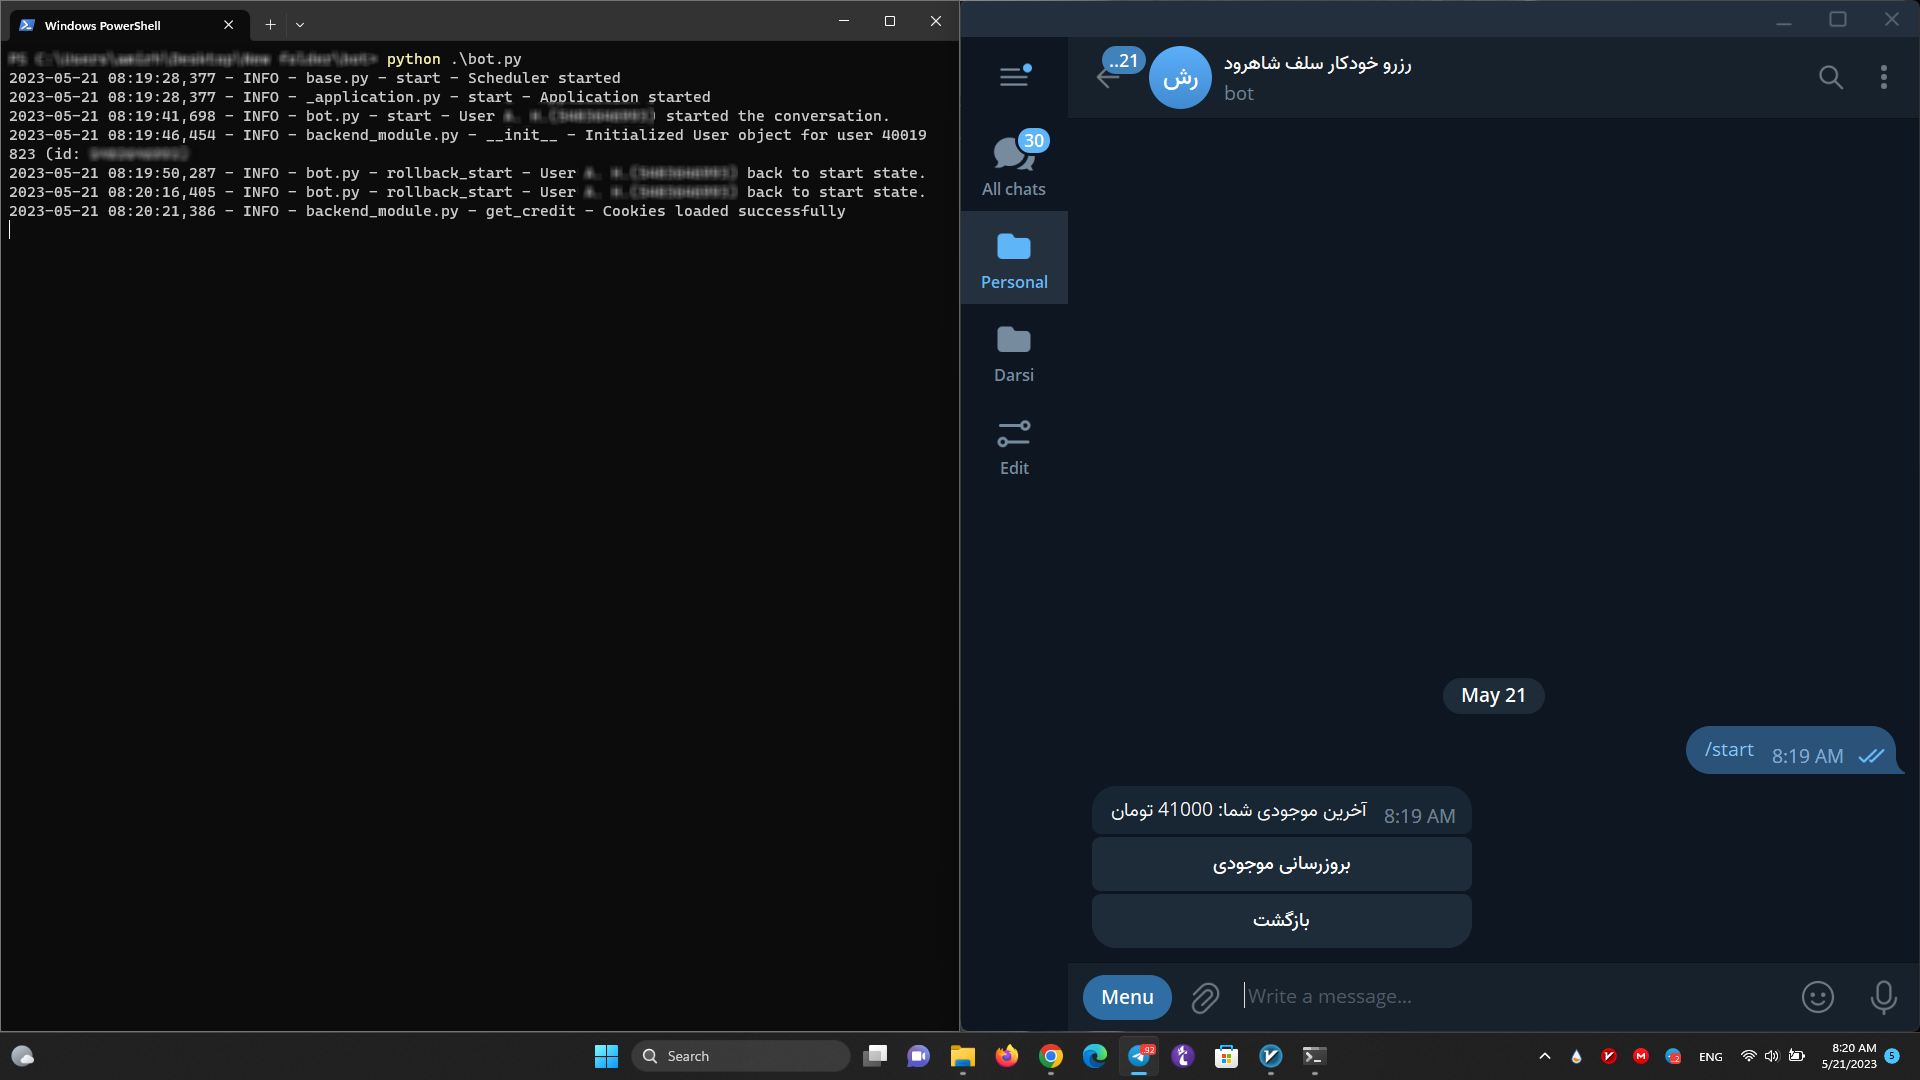 Windows PowerShell
python .\bot.py
2023-05-21 08:19:28,377 - INFO - base.py - start - Scheduler started
2023-05-21 08:19:28,377 - INFO - _application.py - start - Application started
2023-05-21 08:19:41,698 - INFO - bot.py - start - User started the conversation.
2023-05-21 08:19:46,454 - INFO - backend_module.py - __init__ - Initialized User object for user 40019
823 (id:
2023-05-21 08:19:50,287 - INFO - bot.py - rollback_start - User back to start state.
2023-05-21 08:20:16,405 - INFO - bot.py - rollback_start - User back to start state.
2023-05-21 08:20:21,386 - INFO - backend_module.py - get_credit - Cookies loaded successfully
..21
رش
رزرو خودکار سلف شاهرود
bot
30
All chats
Personal
Darsi
Edit
May 21
/start 8:19 AM
آخرین موجودی شما: 41000 تومان 8:19 AM
بروزرسانی موجودی
بازگشت
Menu
Write a message...
Search
ENG
8:20 AM
5/21/2023
5